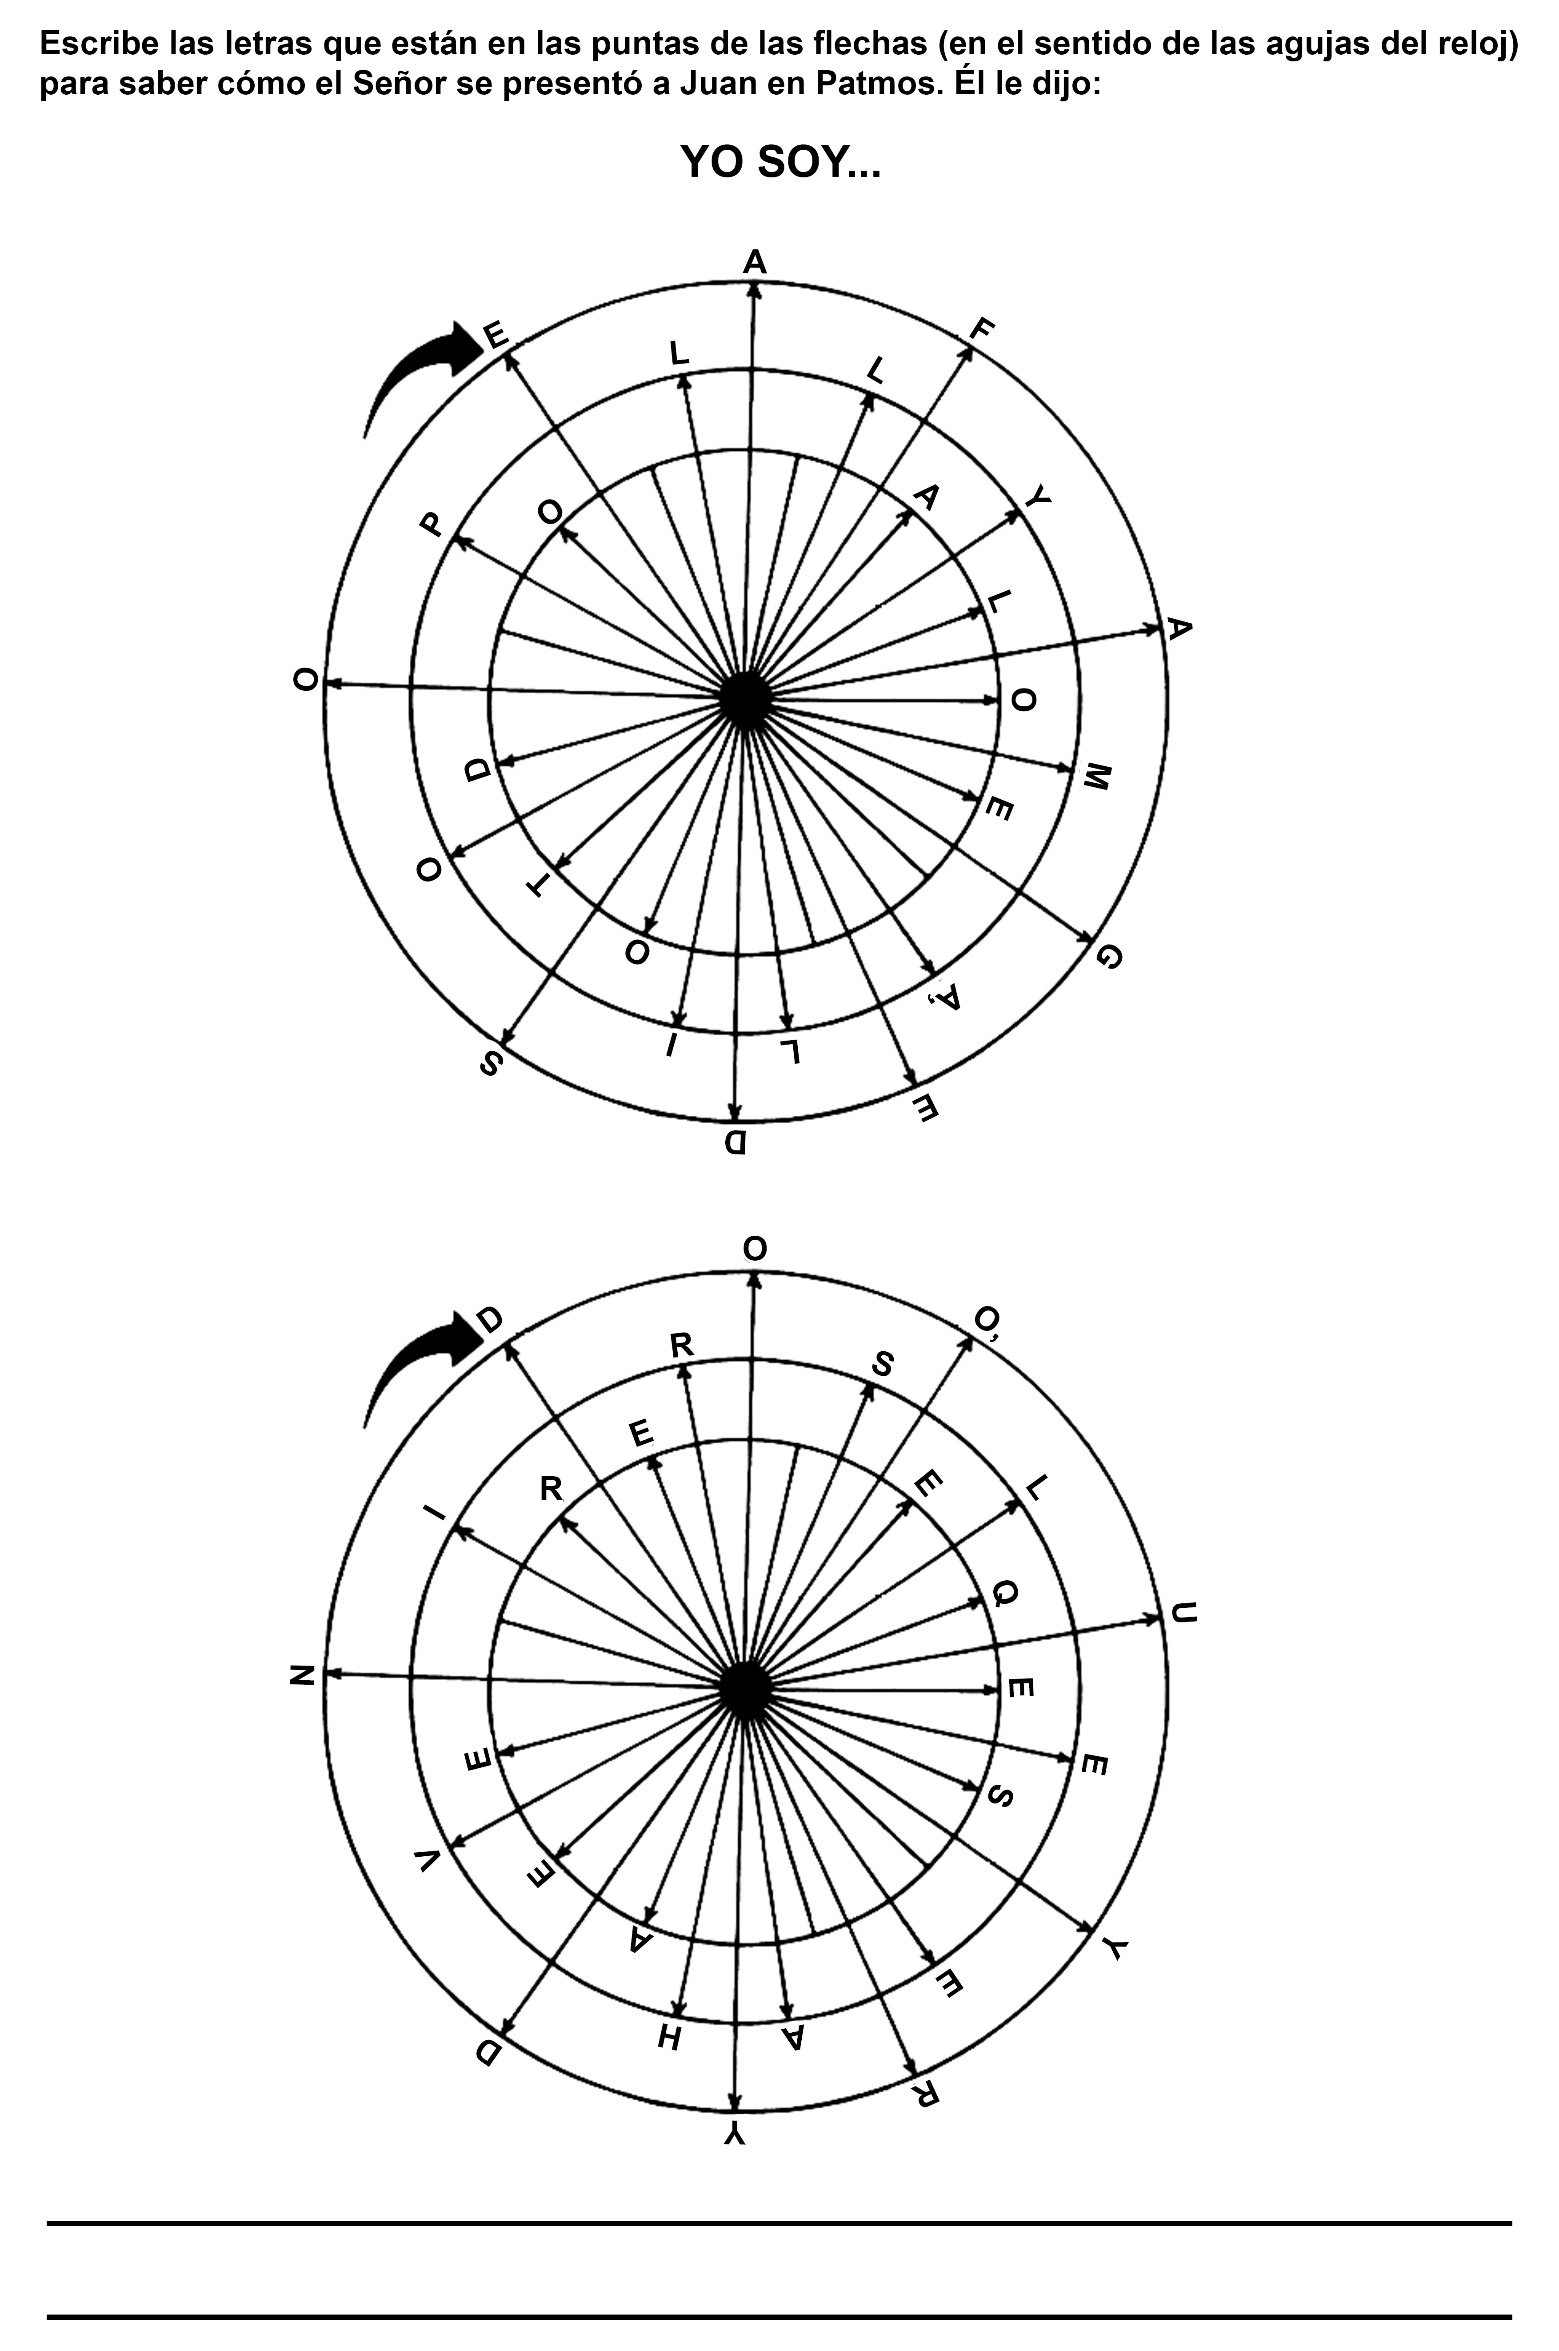 Escribe las letras que están en las puntas de las flechas (en el sentido de las agujas del reloj)
para saber cómo el Señor se presentó a Juan en Patmos. Él le dijo:
YO SOY...
E L A L F A Y L A O M E G A, E L D I O S T O D O P O
D E R O S O, E L Q U E E S Y E R A Y H A D E V E N I R